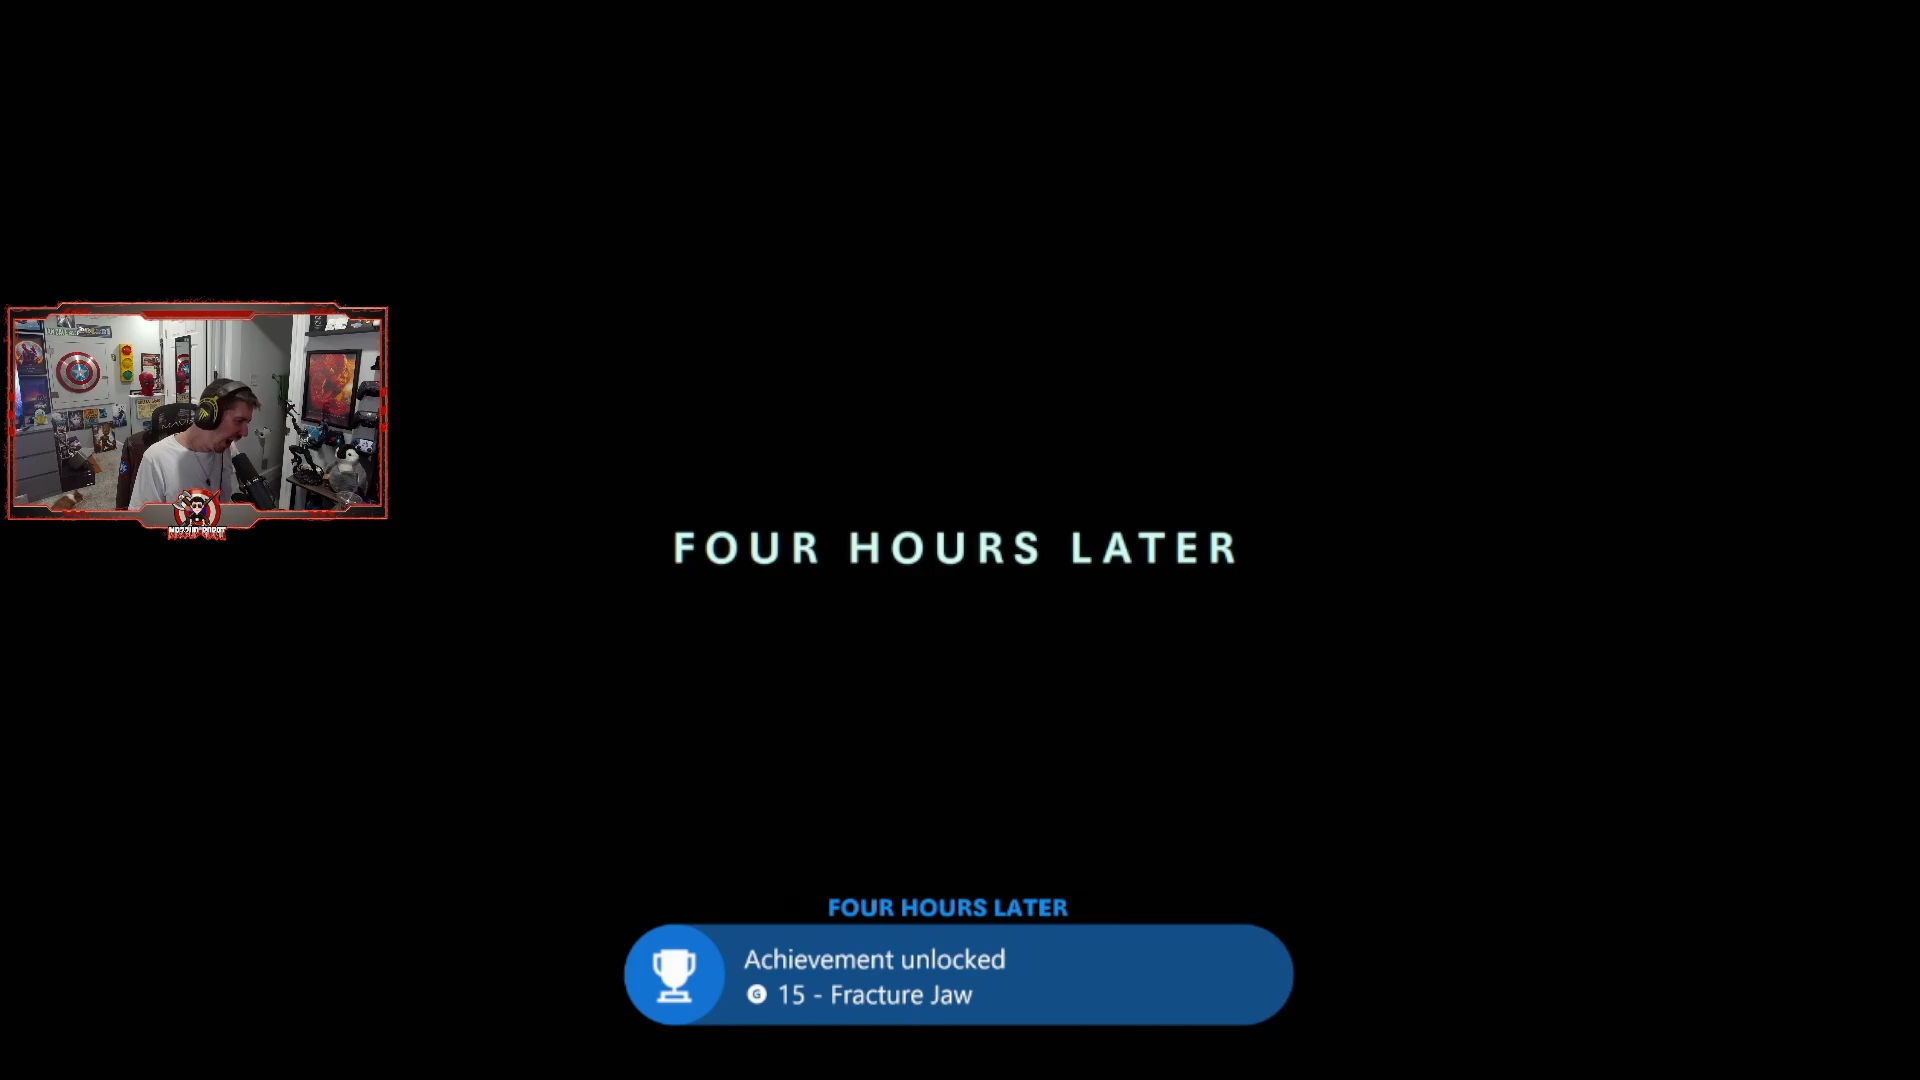 FOUR HOURS LATER
FOUR HOURS LATER
Achievement unlocked
G 15 - Fracture Jaw